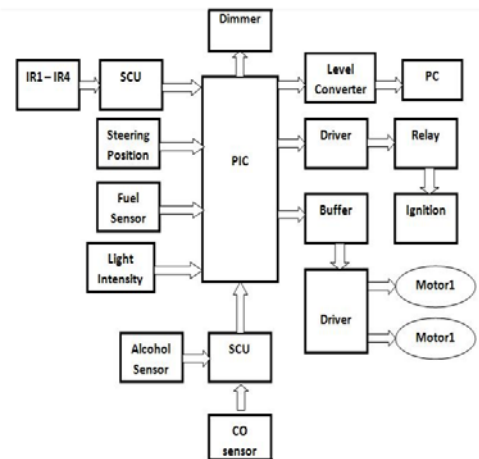 Dimmer
IR1 – IR4
SCU
Level
Converter
PC
Steering
Position
PIC
Driver
Relay
Fuel
Sensor
Buffer
Ignition
Light
Intensity
Driver
Motor1
Motor1
Alcohol
Sensor
SCU
CO
sensor